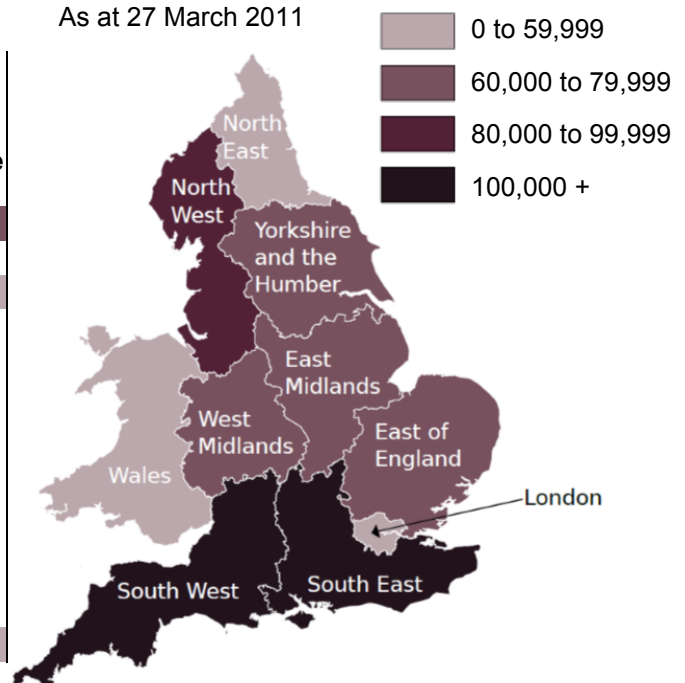 As at 27 March 2011
0 to 59,999
60,000 to 79,999
80,000 to 99,999
100,000 +
e
North
East
North
West
Yorkshire
and the
Humber
East
Midlands
West
Midlands
East of
England
Wales
London
South West
South East